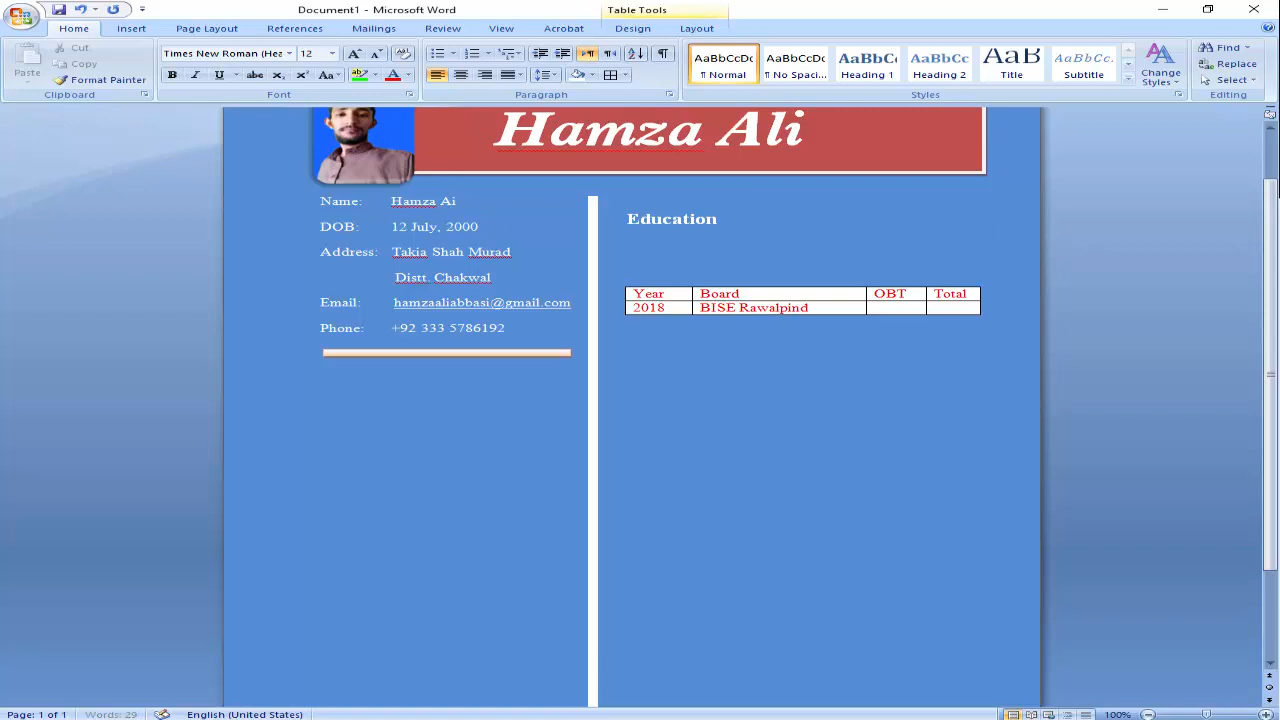 Document1 - Microsoft Word
Table Tools
Home Insert Page Layout References Mailings Review View Acrobat Design Layout
Paste
Cut
Copy
Format Painter
Clipboard
Times New Roman (Hea 12
Font
Paragraph
AaBbCcDc AaBbCcDc AaBbC AaBbCc AaB AaBbCc.
¶ Normal ¶ No Spaci... Heading 1 Heading 2 Title Subtitle
Change Styles
Styles
Find
Replace
Select
Editing
Hamza Ali
Name: Hamza Ai
DOB: 12 July, 2000
Address: Takia Shah Murad
Distt. Chakwal
Email: hamzaaliabbasi@gmail.com
Phone: +92 333 5786192
Education
Year Board OBT Total
2018 BISE Rawalpind
Page: 1 of 1 Words: 29 English (United States) 100%